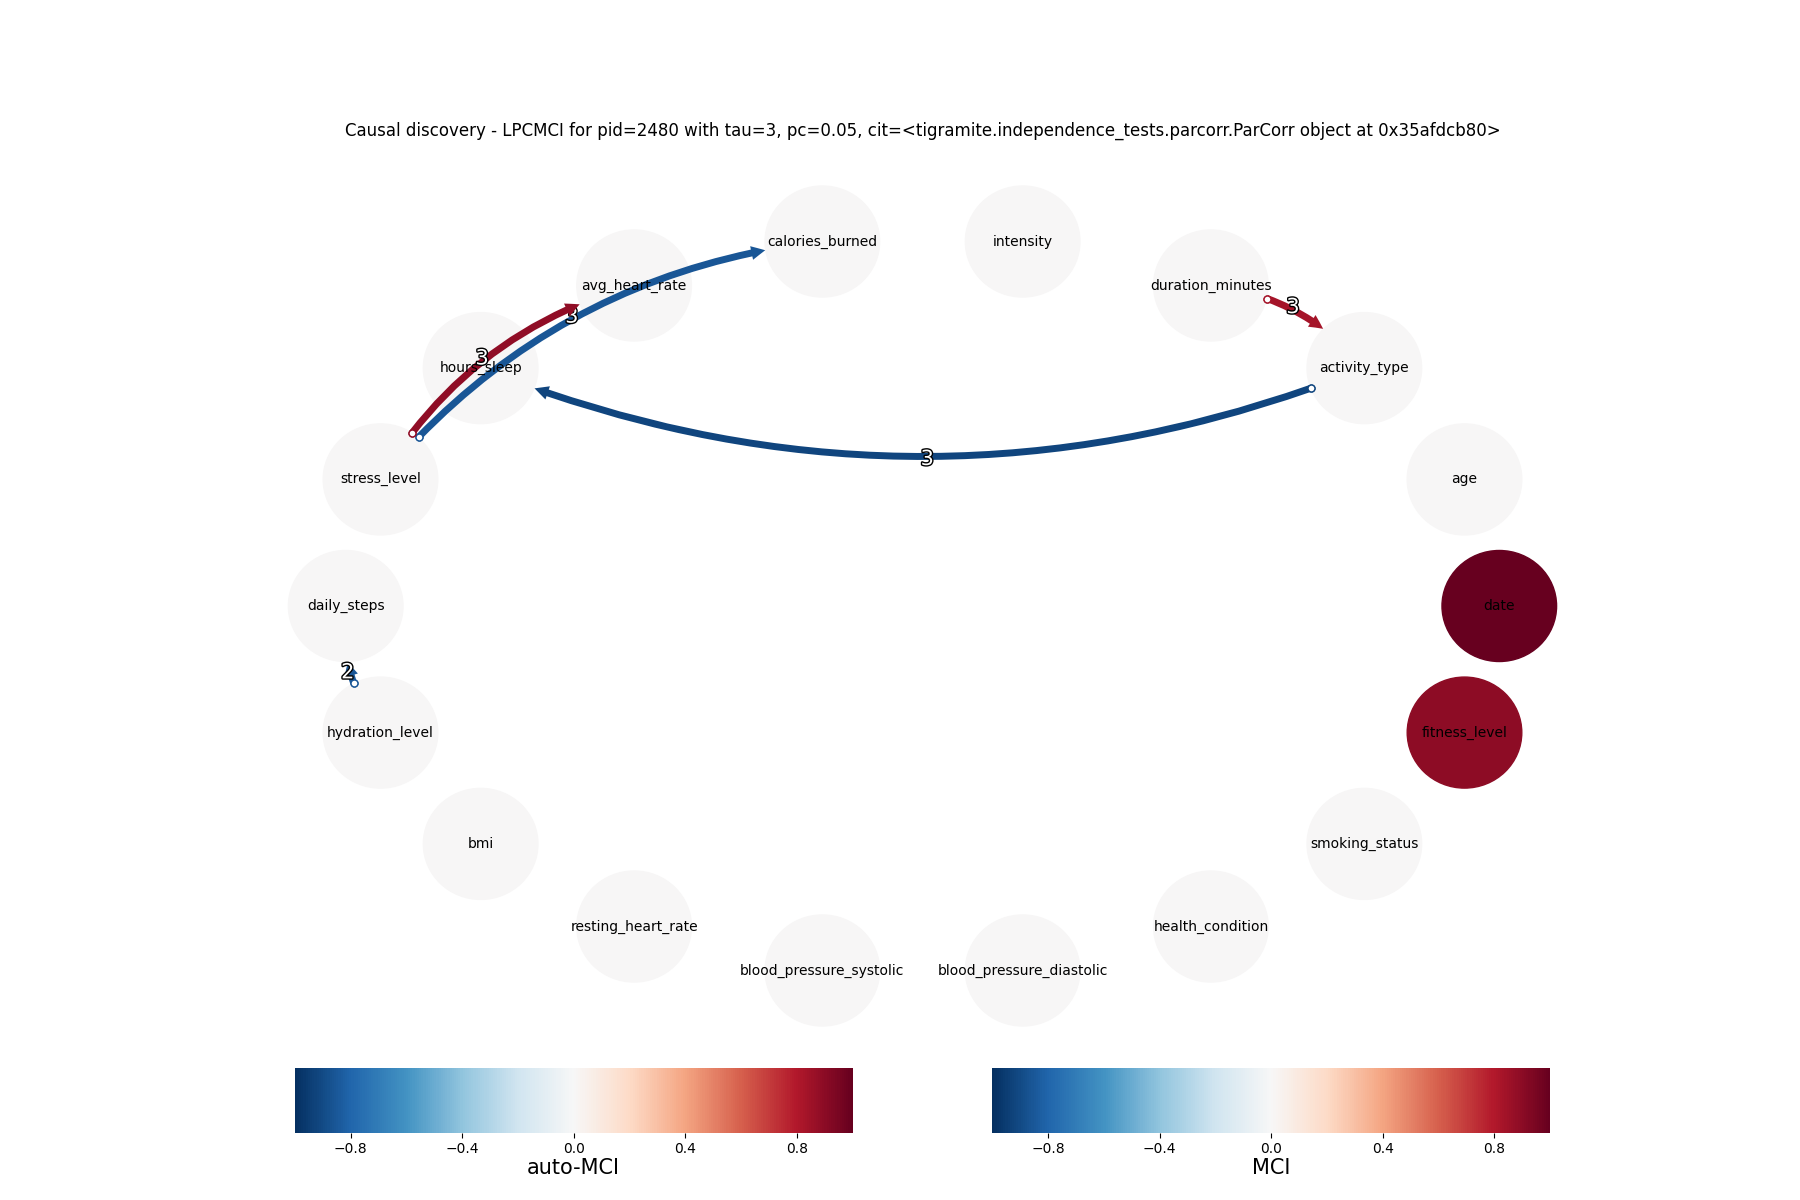 Causal discovery - LPCMCI for pid=2480 with tau=3, pc=0.05, cit=<tigramite.independence_tests.parcorr.ParCorr object at 0x35afdcb80>
calories_burned
intensity
avg_heart_rate
duration_minutes
3
3
3
hours_sleep
activity_type
3
stress_level
age
daily_steps
date
2
hydration_level
fitness_level
bmi
smoking_status
resting_heart_rate
health_condition
blood_pressure_systolic
blood_pressure_diastolic
−0.8 −0.4 0.0 0.4 0.8
auto-MCI
−0.8 −0.4 0.0 0.4 0.8
MCI